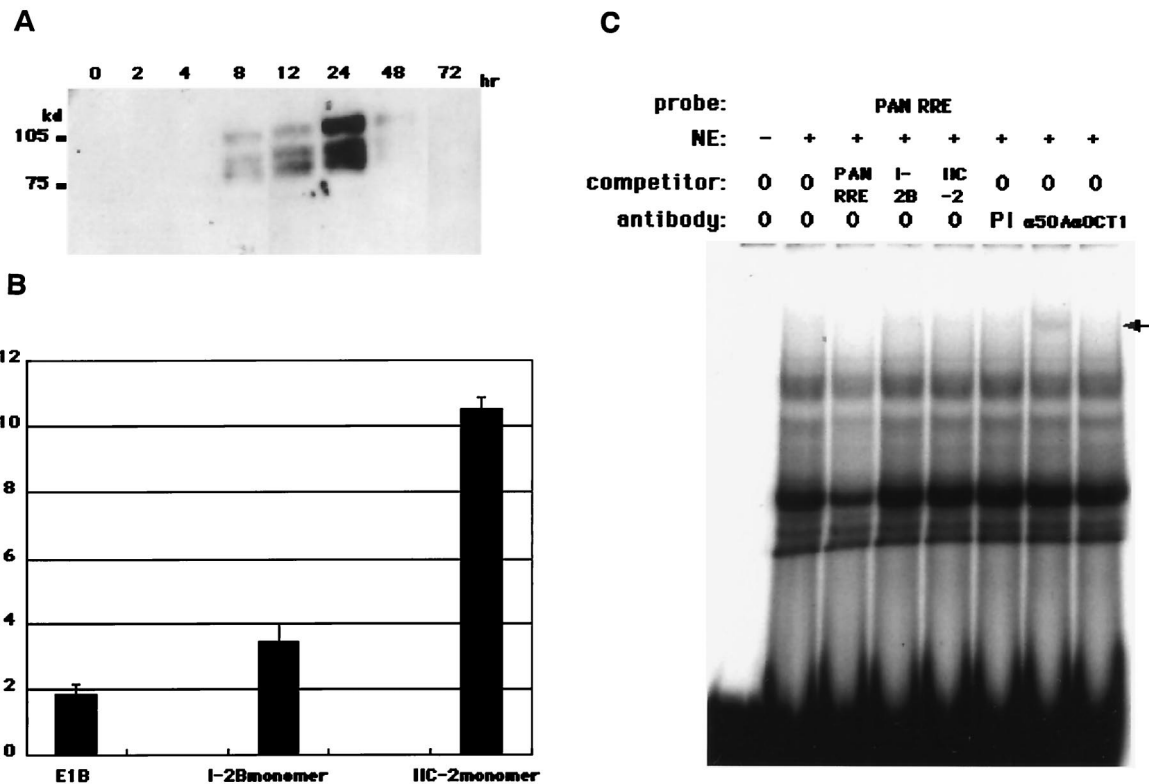 A
0 2 4 8 12 24 48 72 hr
kd
105
75
B
12
10
8
6
4
2
0
E1B I-2Bmonomer IIC-2monomer
C
probe: PAN RRE
NE: - + + + + + + +
competitor: 0 0 PAN RRE I-2B IIC-2 0 0 0
antibody: 0 0 0 0 0 PI α50A αOCT1